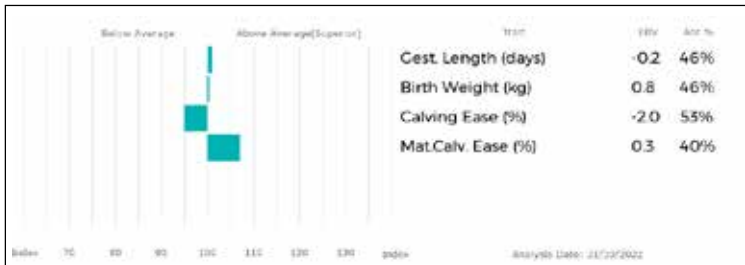 Below Average Above Average(Superior) Trait EBV Acc %
Gest. Length (days) -0.2 46%
Birth Weight (kg) 0.8 46%
Calving Ease (%) -2.0 53%
Mat.Calv. Ease (%) 0.3 40%
Index 70 80 90 100 110 120 130 Index Analysis Date: